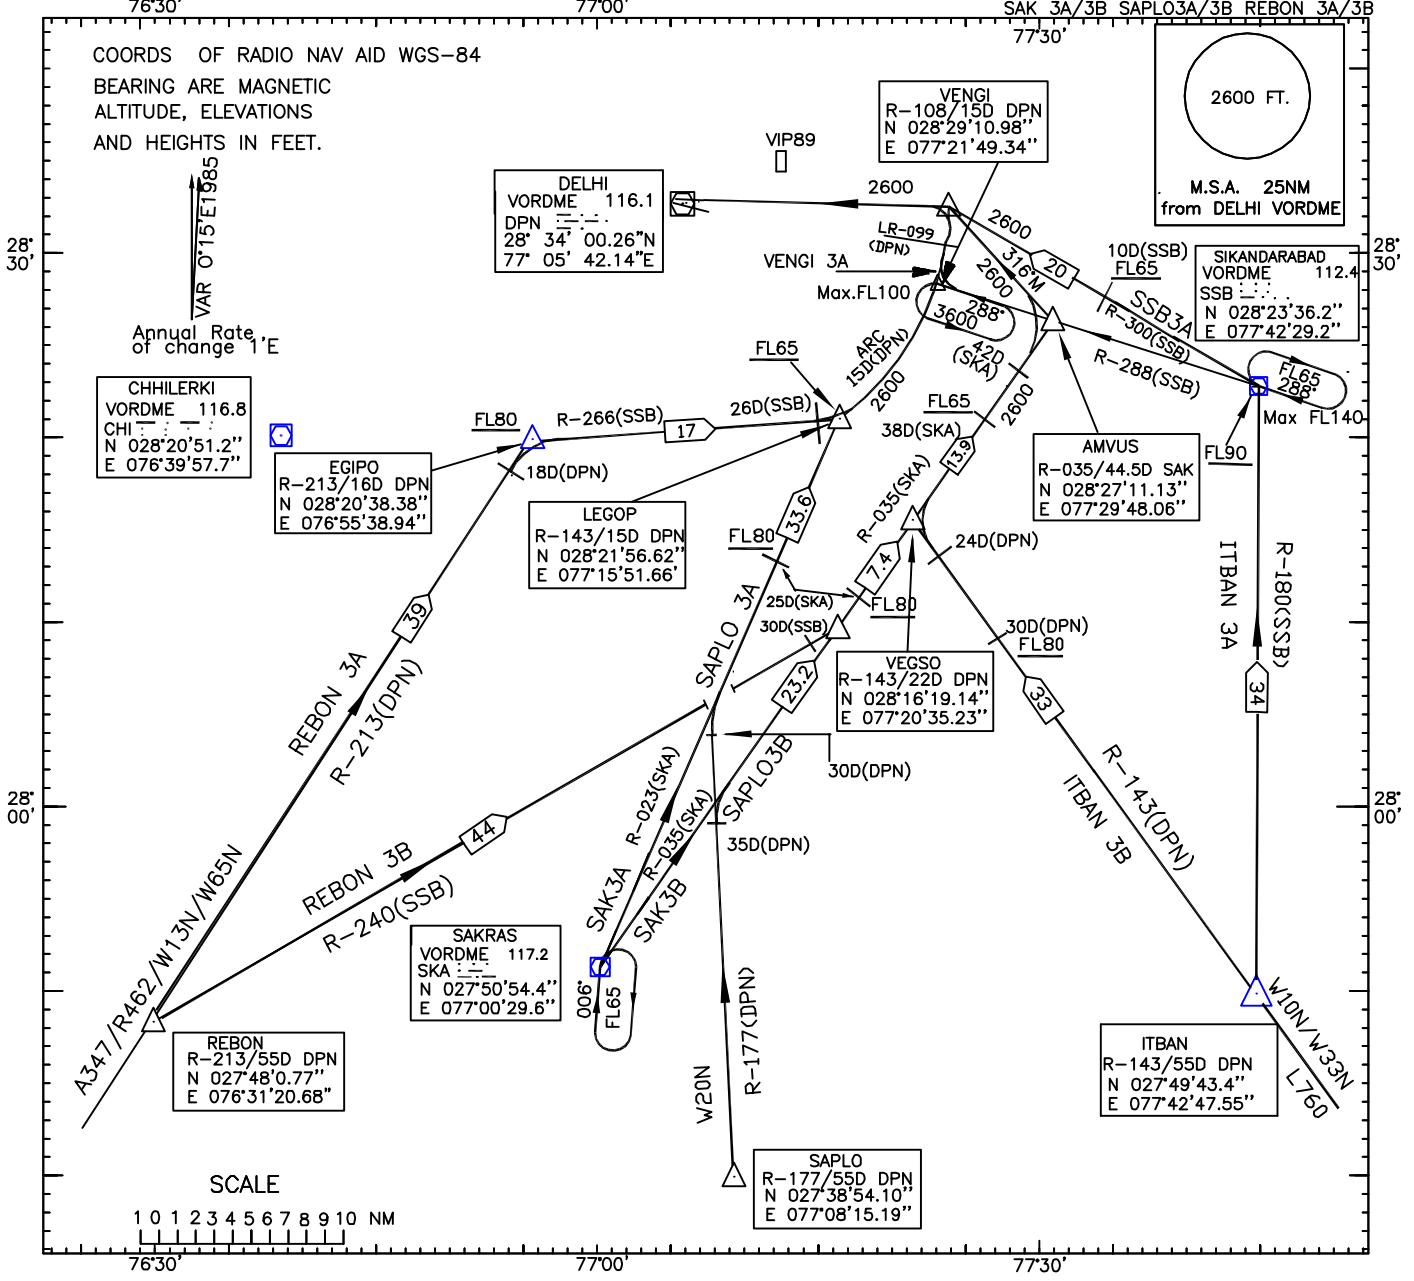 76°30'
77°00'
SAK 3A/3B SAPLO3A/3B REBON 3A/3B
77°30'
COORDS OF RADIO NAV AID WGS-84
BEARING ARE MAGNETIC
ALTITUDE, ELEVATIONS
AND HEIGHTS IN FEET.
VAR 0°15'E1985
Annual Rate
of change 1'E
2600 FT.
M.S.A. 25NM
from DELHI VORDME
VENGI
R-108/15D DPN
N 028°29'10.98''
E 077°21'49.34''
VIP89
DELHI
VORDME 116.1
DPN
28° 34' 00.26"N
77° 05' 42.14"E
2600
2600
LR-099
(DPN)
VENGI 3A
Max.FL100
316°M
2600
20
10D(SSB)
FL65
SSB3A
R-300(SSB)
R-288(SSB)
288°
3600
42D
(SKA)
SIKANDARABAD
VORDME 112.4
SSB
N 028°23'36.2''
E 077°42'29.2''
28°
30'
28°
30'
FL65
288°
Max FL140
FL90
CHHILERKI
VORDME 116.8
CHI
N 028°20'51.2''
E 076°39'57.7''
FL80
R-266(SSB)
17
26D(SSB)
FL65
ARC
15D(DPN)
2600
FL65
38D(SKA)
2600
13.9
AMVUS
R-035/44.5D SAK
N 028°27'11.13''
E 077°29'48.06''
EGIPO
R-213/16D DPN
N 028°20'38.38''
E 076°55'38.94''
18D(DPN)
LEGOP
R-143/15D DPN
N 028°21'56.62''
E 077°15'51.66'
33.6
FL80
R-035(SKA)
7.4
24D(DPN)
25D(SKA)
FL80
30D(SSB)
30D(DPN)
FL80
ITBAN 3A
R-180(SSB)
34
39
REBON 3A
R-213(DPN)
SAPLO 3A
23.2
VEGSO
R-143/22D DPN
N 028°16'19.14''
E 077°20'35.23''
33
30D(DPN)
SAPLO3B
R-143(DPN)
ITBAN 3B
28°
00'
28°
00'
44
REBON 3B
R-240(SSB)
R-023(SKA)
R-035(SKA)
35D(DPN)
SAK3A
SAK3B
A347/R462/W13N/W65N
SAKRAS
VORDME 117.2
SKA
N 027°50'54.4''
E 077°00'29.6''
006°
FL65
R-177(DPN)
W20N
W10N/W33N
L760
REBON
R-213/55D DPN
N 027°48'0.77''
E 076°31'20.68"
ITBAN
R-143/55D DPN
N 027°49'43.4''
E 077°42'47.55''
SAPLO
R-177/55D DPN
N 027°38'54.10''
E 077°08'15.19''
SCALE
1 0 1 2 3 4 5 6 7 8 9 10 NM
76°30'
77°00'
77°30'